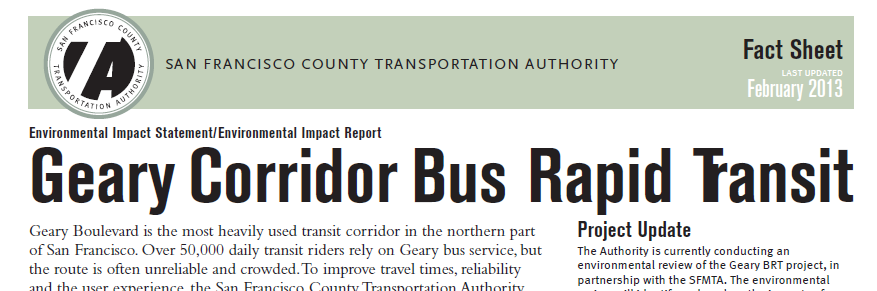 SAN FRANCISCO COUNTY
TRANSPORTATION AUTHORITY
SAN FRANCISCO COUNTY TRANSPORTATION AUTHORITY
Fact Sheet
LAST UPDATED
February 2013
Environmental Impact Statement/Environmental Impact Report
Geary Corridor Bus Rapid Transit
Geary Boulevard is the most heavily used transit corridor in the northern part
of San Francisco. Over 50,000 daily transit riders rely on Geary bus service, but
the route is often unreliable and crowded. To improve travel times, reliability
and the user experience, the San Francisco County Transportation Authority
Project Update
The Authority is currently conducting an
environmental review of the Geary BRT project, in
partnership with the SFMTA. The environmental